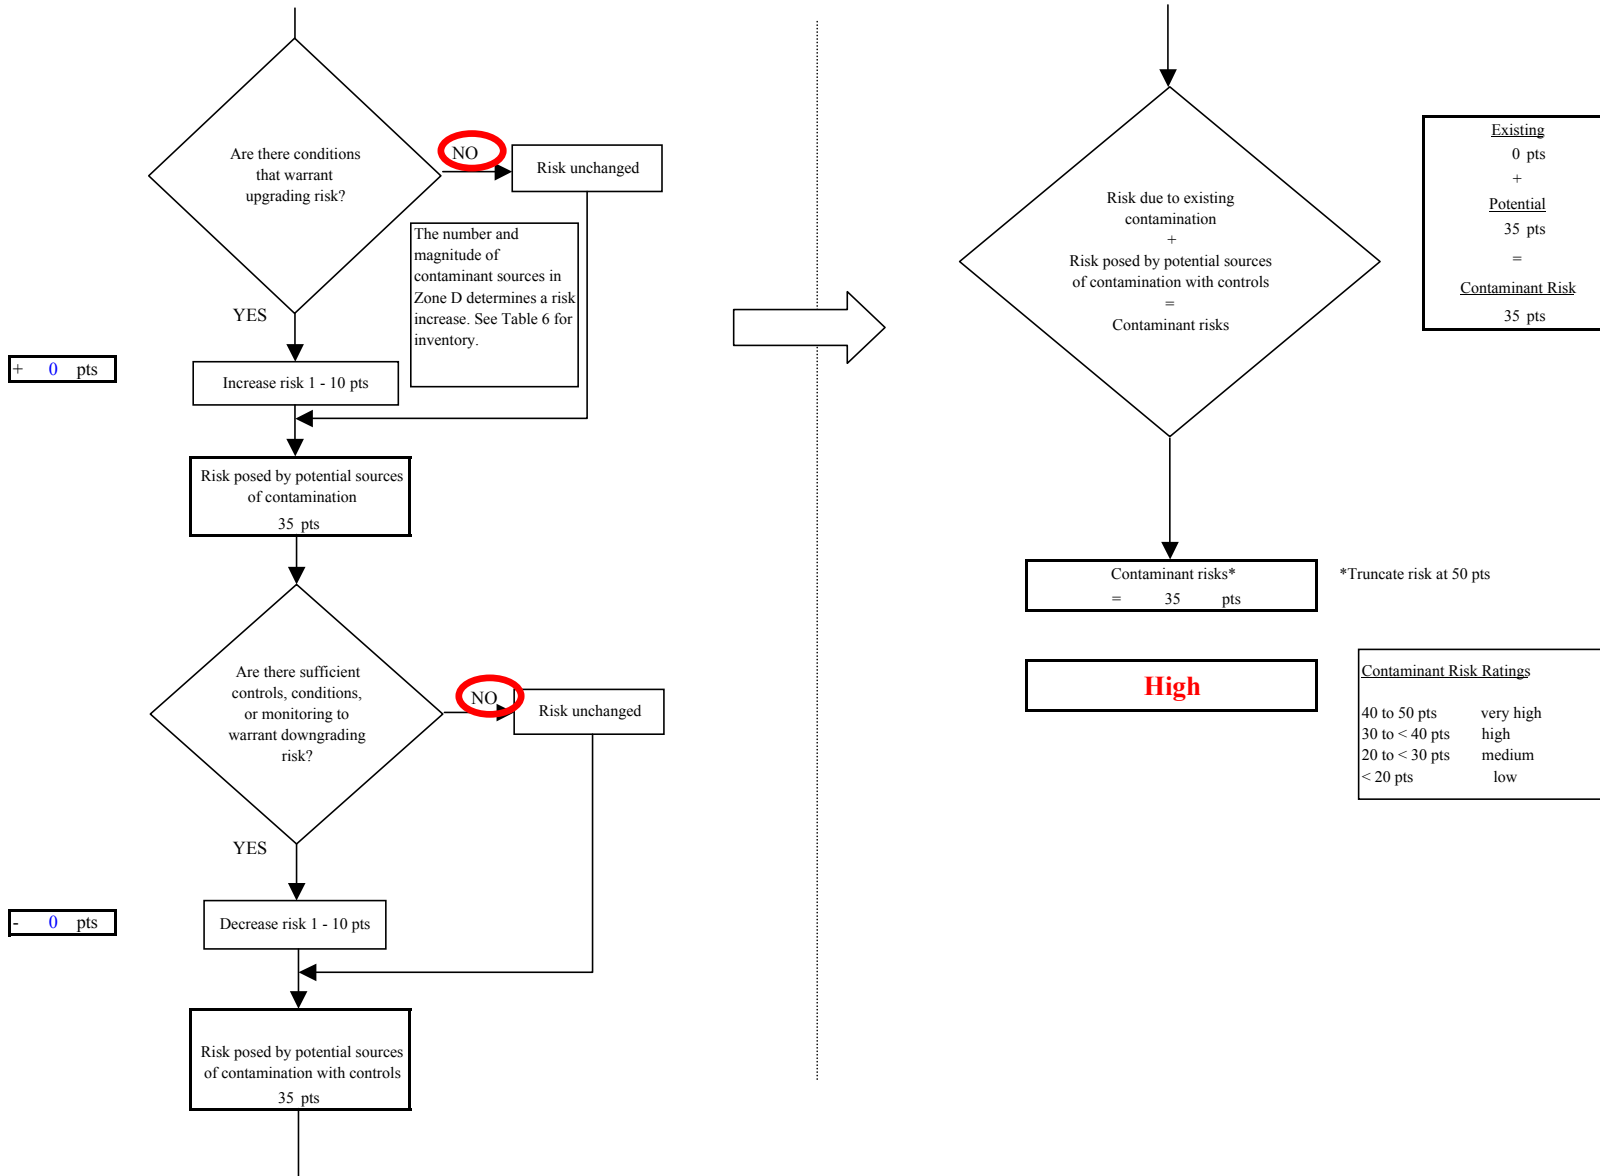 Are there conditions
that warrant
upgrading risk?
NO
Risk unchanged
The number and
magnitude of
contaminant sources in
Zone D determines a risk
increase. See Table 6 for
inventory.
YES
+ 0 pts
Increase risk 1 - 10 pts
Risk posed by potential sources
of contamination
35 pts
Are there sufficient
controls, conditions,
or monitoring to
warrant downgrading
risk?
NO
Risk unchanged
YES
- 0 pts
Decrease risk 1 - 10 pts
Risk posed by potential sources
of contamination with controls
35 pts
Risk due to existing
contamination
+
Risk posed by potential sources
of contamination with controls
=
Contaminant risks
Existing
0 pts
+
Potential
35 pts
=
Contaminant Risk
35 pts
Contaminant risks*
= 35 pts
*Truncate risk at 50 pts
High
Contaminant Risk Ratings
40 to 50 pts very high
30 to < 40 pts high
20 to < 30 pts medium
< 20 pts low